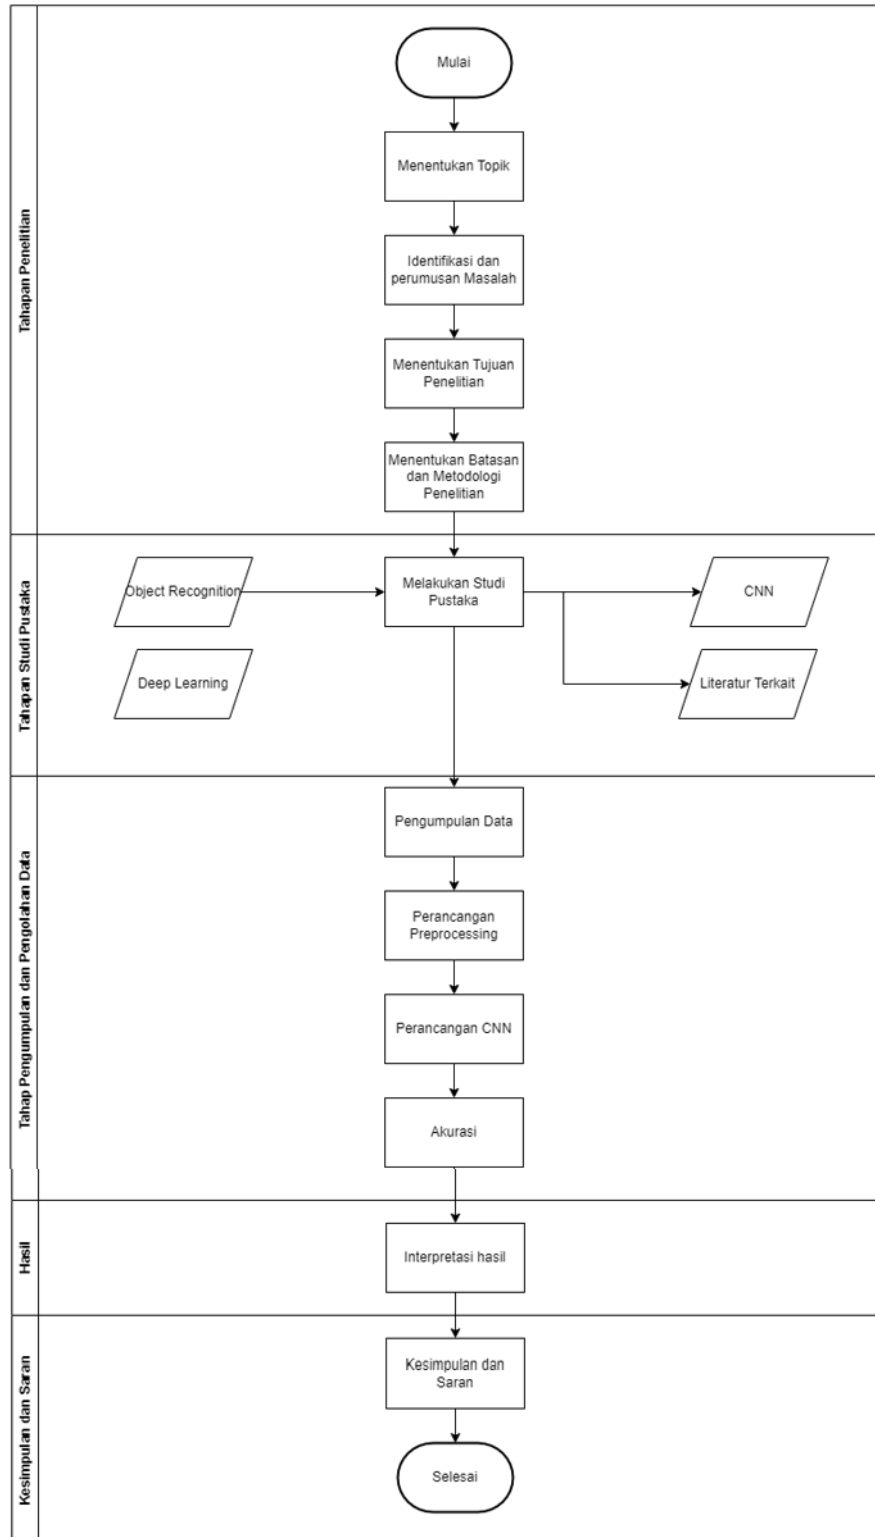 Tahapan Penelitian
Mulai
Menentukan Topik
Identifikasi dan
perumusan Masalah
Menentukan Tujuan
Penelitian
Menentukan Batasan
dan Metodologi
Penelitian
Tahapan Studi Pustaka
Object Recognition
Melakukan Studi
Pustaka
CNN
Deep Learning
Literatur Terkait
Tahap Pengumpulan dan Pengolahan Data
Pengumpulan Data
Perancangan
Preprocessing
Perancangan CNN
Akurasi
Hasil
Interpretasi hasil
Kesimpulan dan Saran
Kesimpulan dan
Saran
Selesai